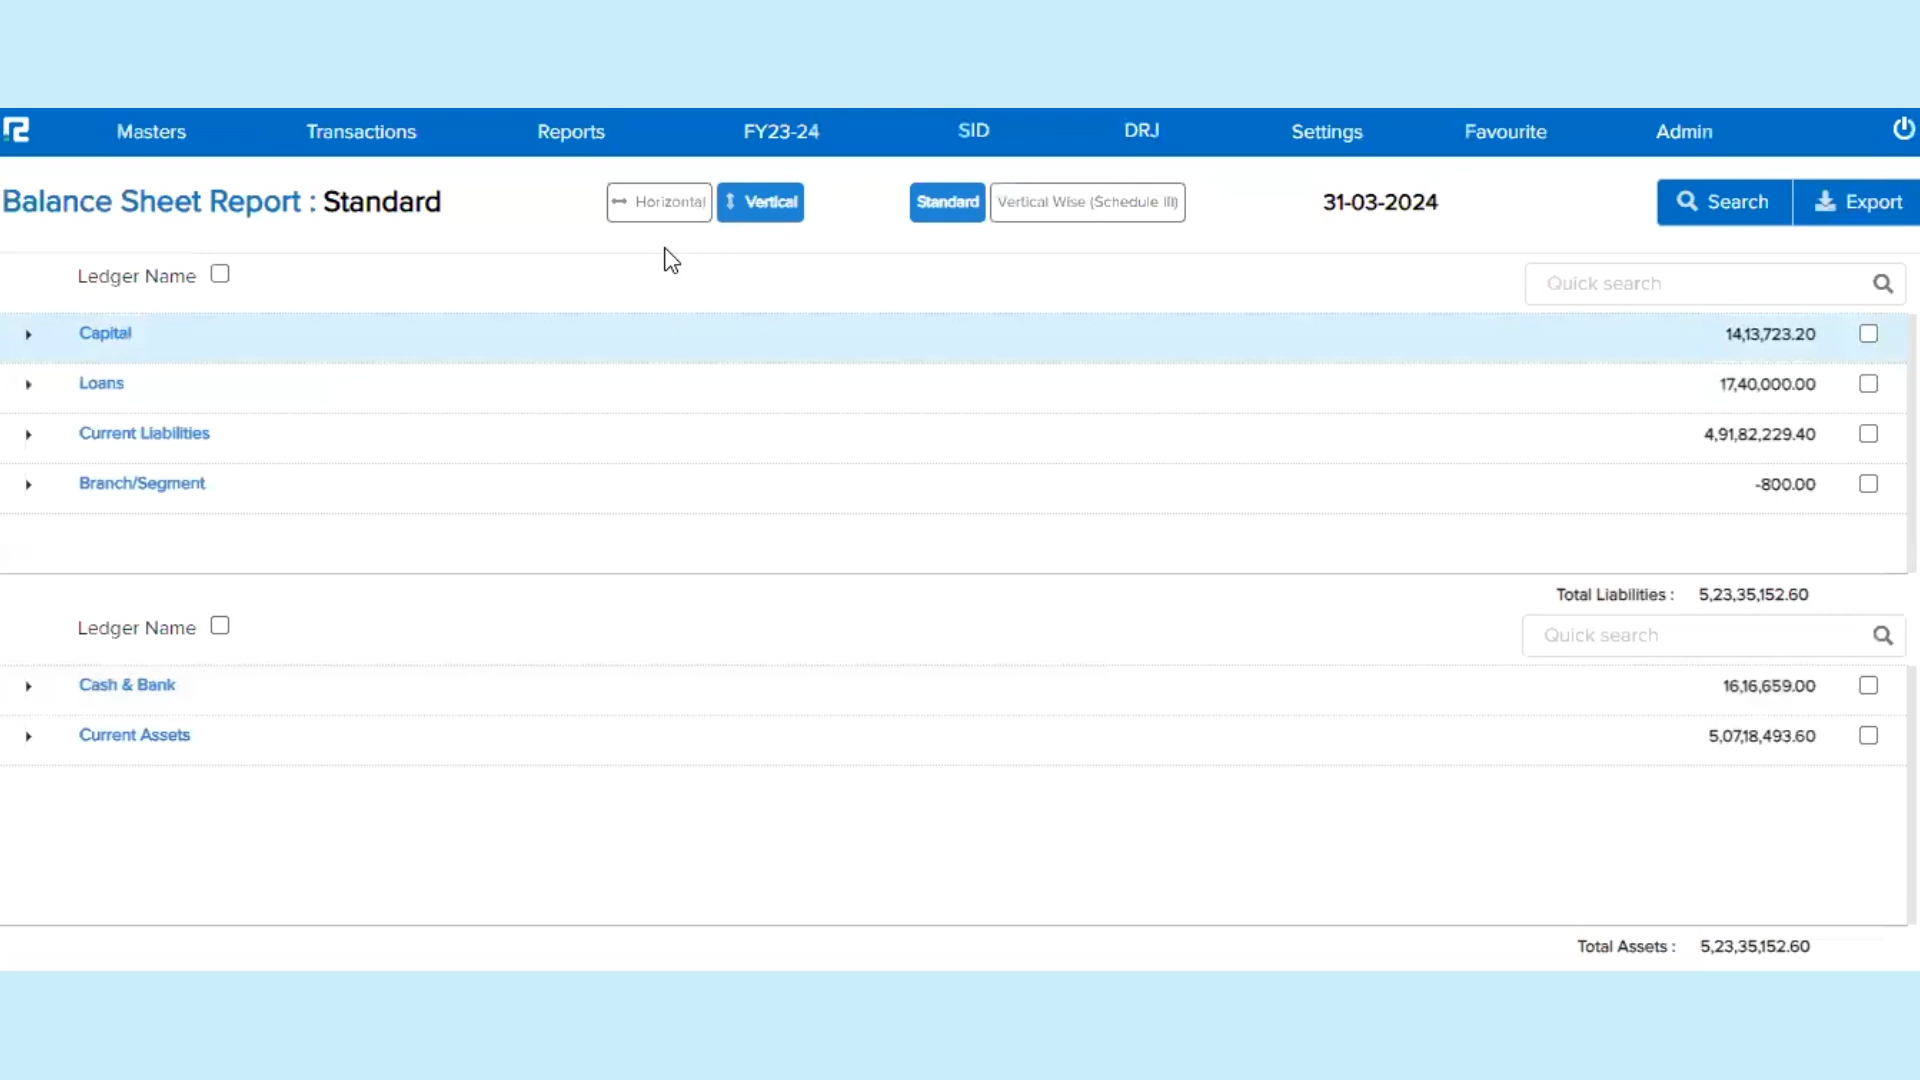 Masters Transactions Reports FY23-24 SID DRJ Settings Favourite Admin
Balance Sheet Report : Standard Horizontal Vertical Standard Vertical Wise (Schedule III) 31-03-2024 Search Export
Ledger Name Quick search
Capital 14,13,723.20
Loans 17,40,000.00
Current Liabilities 4,91,82,229.40
Branch/Segment -800.00
Total Liabilities : 5,23,35,152.60
Ledger Name Quick search
Cash & Bank 16,16,659.00
Current Assets 5,07,18,493.60
Total Assets : 5,23,35,152.60